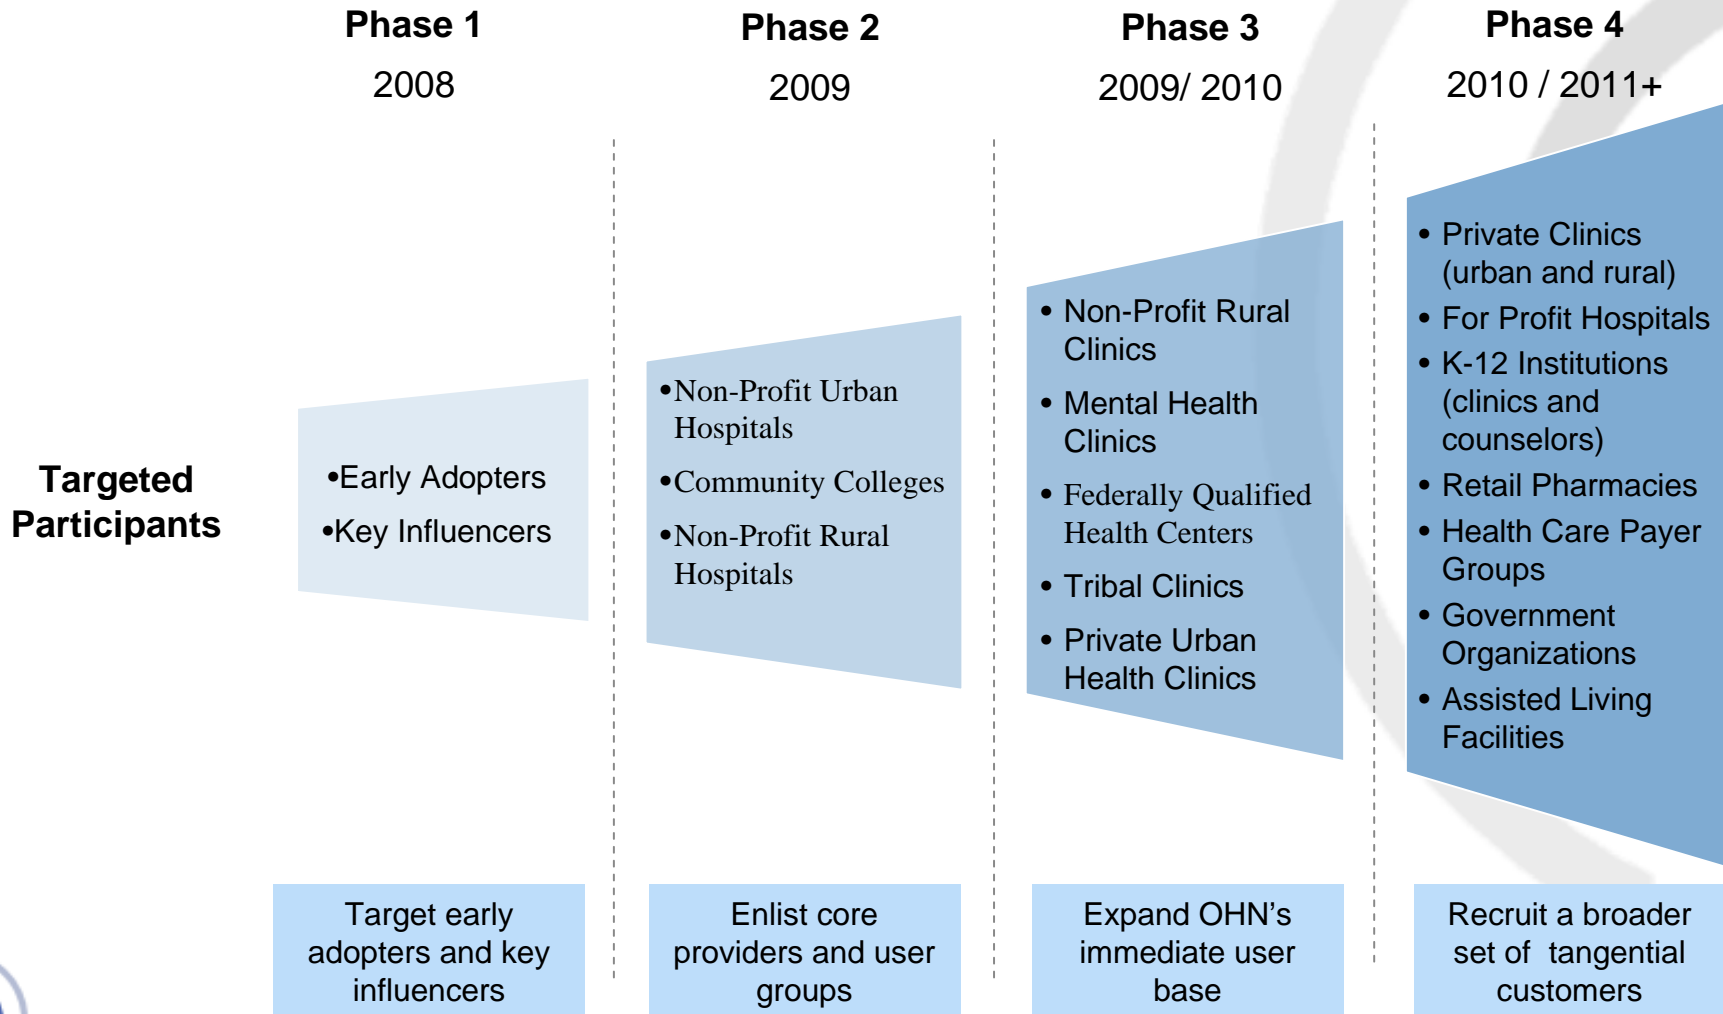 Phase 1
2008
Phase 2
2009
Phase 3
2009/ 2010
Phase 4
2010 / 2011+
Targeted
Participants
•Early Adopters
•Key Influencers
•Non-Profit Urban
Hospitals
•Community Colleges
•Non-Profit Rural
Hospitals
• Non-Profit Rural
Clinics
• Mental Health
Clinics
• Federally Qualified
Health Centers
• Tribal Clinics
• Private Urban
Health Clinics
• Private Clinics
(urban and rural)
• For Profit Hospitals
• K-12 Institutions
(clinics and
counselors)
• Retail Pharmacies
• Health Care Payer
Groups
• Government
Organizations
• Assisted Living
Facilities
Target early
adopters and key
influencers
Enlist core
providers and user
groups
Expand OHN's
immediate user
base
Recruit a broader
set of tangential
customers